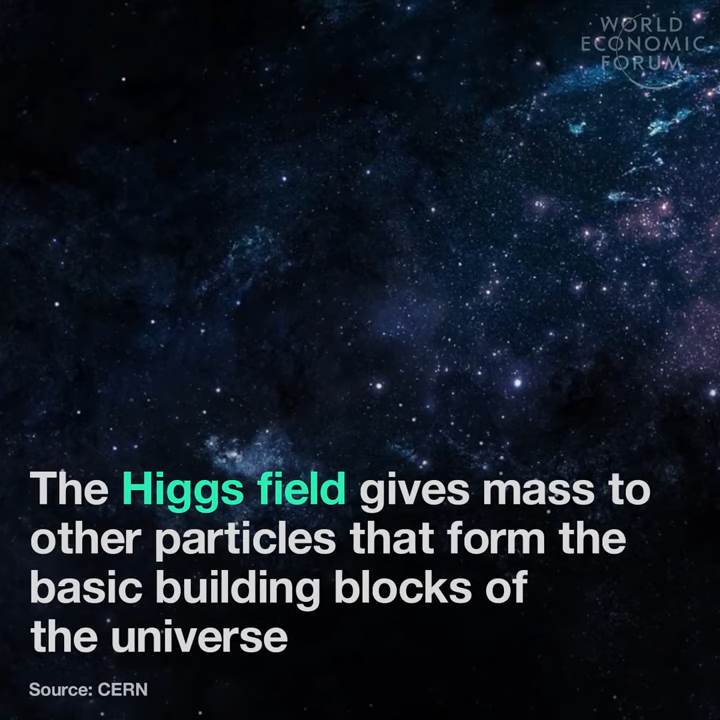 WORLD
ECONOMIC
FORUM
The Higgs field gives mass to
other particles that form the
basic building blocks of
the universe
Source: CERN